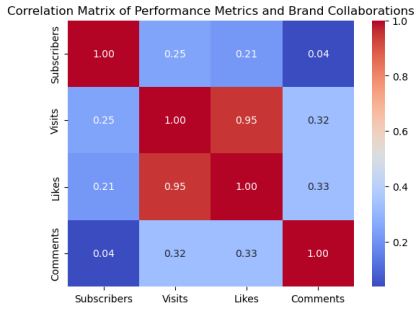 Correlation Matrix of Performance Metrics and Brand Collaborations
Subscribers 1.00 0.25 0.21 0.04
Visits 0.25 1.00 0.95 0.32
Likes 0.21 0.95 1.00 0.33
Comments 0.04 0.32 0.33 1.00
Subscribers Visits Likes Comments
1.0
0.8
0.6
0.4
0.2